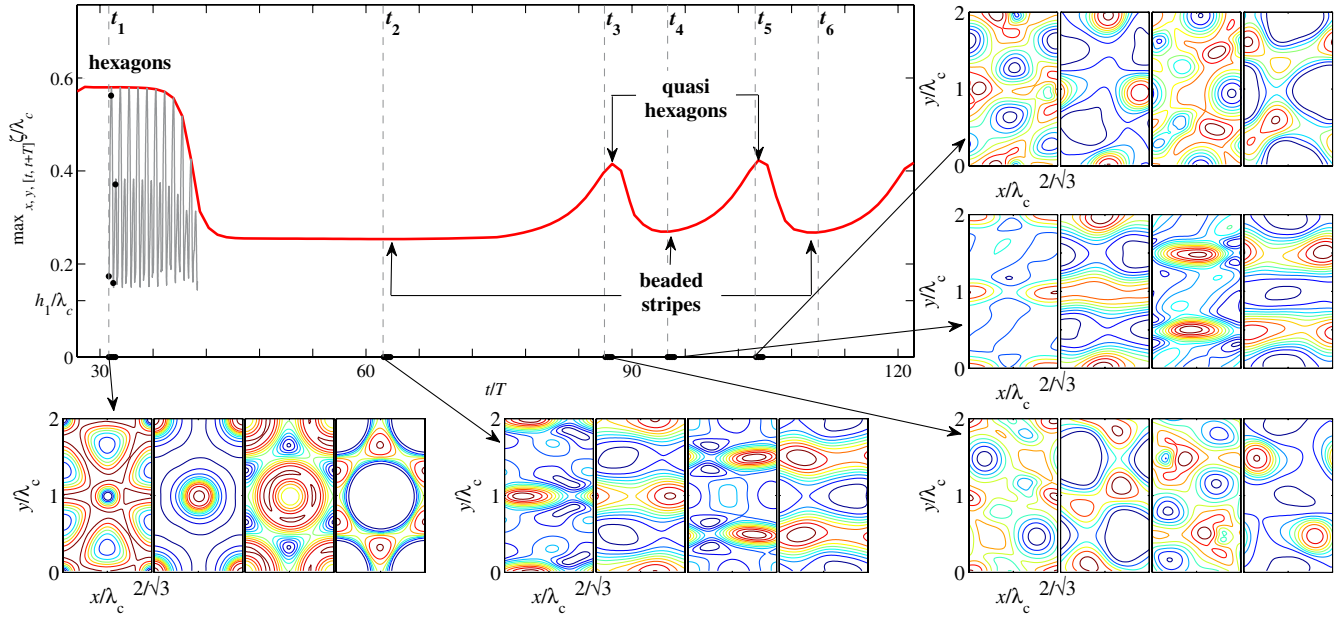 t1 t2 t3 t4 t5 t6
hexagons
quasi
hexagons
beaded
stripes
max x, y, [t, t+T] ζ/λc
0.6
0.4
0.2
h1/λc
0
30 60 90 120
t/T
2
1
0
y/λc
x/λc 2/√3
2
1
0
y/λc
x/λc 2/√3
2
1
0
y/λc
x/λc 2/√3
2
1
0
y/λc
x/λc 2/√3
2
1
0
y/λc
x/λc 2/√3